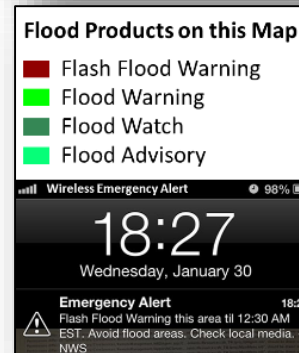 Flood Products on this Map
Flash Flood Warning
Flood Warning
Flood Watch
Flood Advisory
Wireless Emergency Alert 98%
18:27
Wednesday, January 30
Emergency Alert
Flash Flood Warning this area til 12:30 AM
EST. Avoid flood areas. Check local media.
NWS